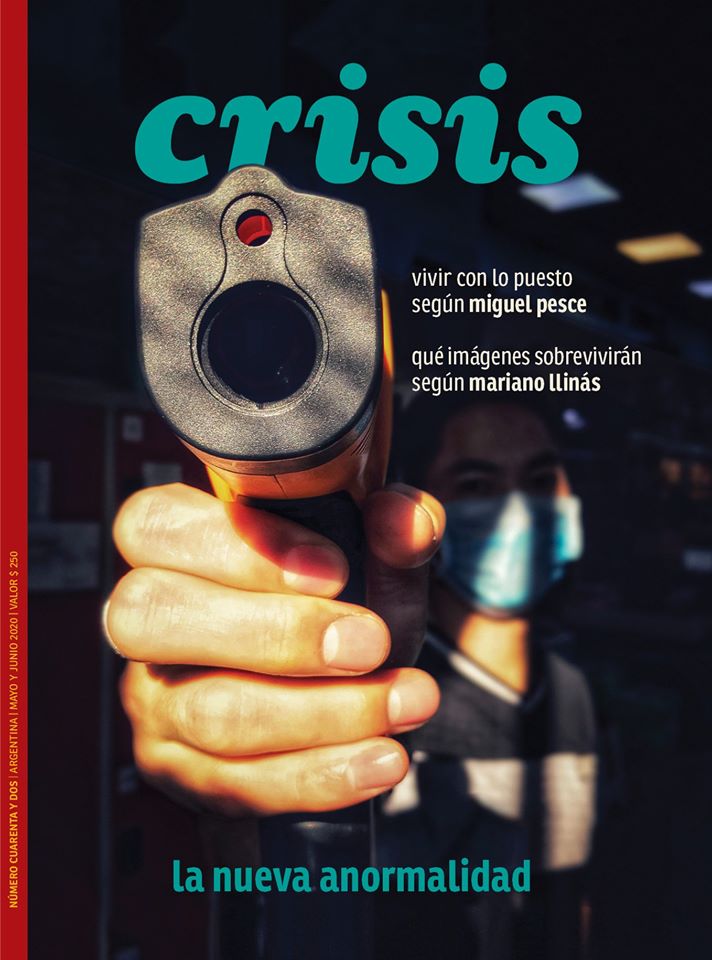 crisis
vivir con lo puesto
según miguel pesce
qué imágenes sobrevivirán
según mariano llinás
la nueva anormalidad
NÚMERO CUARENTA Y DOS | ARGENTINA | MAYO Y JUNIO 2020 | VALOR $ 250